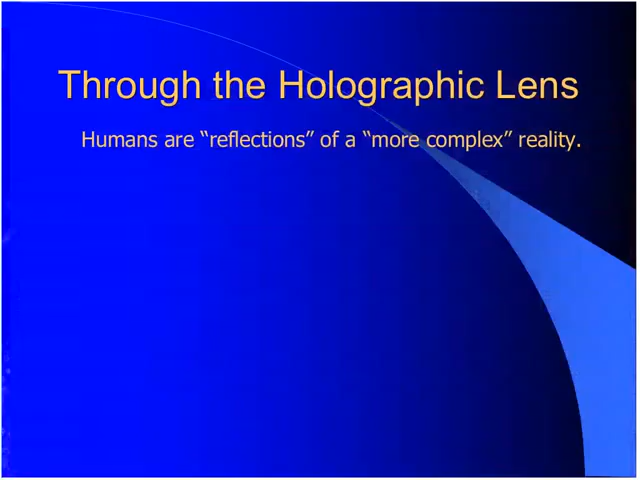 Through the Holographic Lens
Humans are “reflections” of a “more complex” reality.